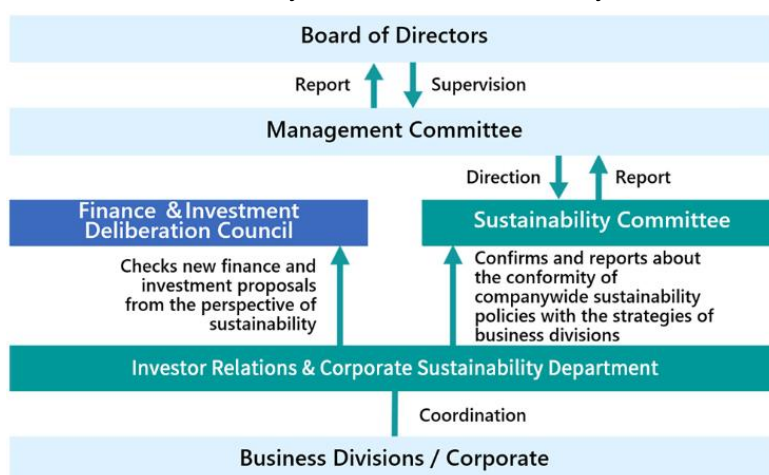 Board of Directors
Report
Supervision
Management Committee
Direction
Report
Finance & Investment
Deliberation Council
Sustainability Committee
Checks new finance and
investment proposals
from the perspective of
sustainability
Confirms and reports about
the conformity of
companywide sustainability
policies with the strategies of
business divisions
Investor Relations & Corporate Sustainability Department
Coordination
Business Divisions / Corporate